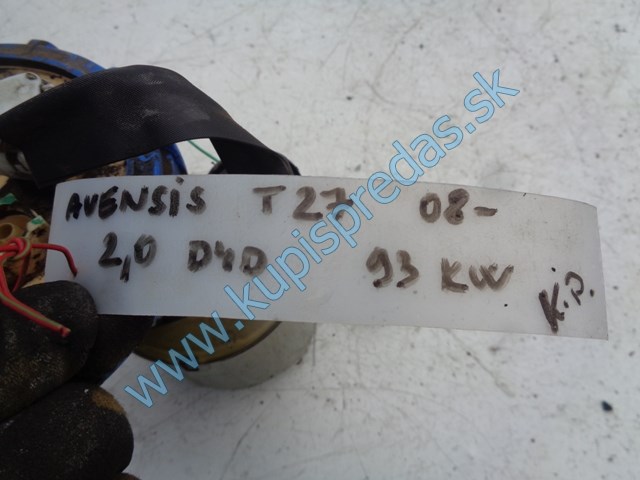 AVENSIS T27 08-
2,0 D4D 93 KW K.P.
www.kupispredas.sk